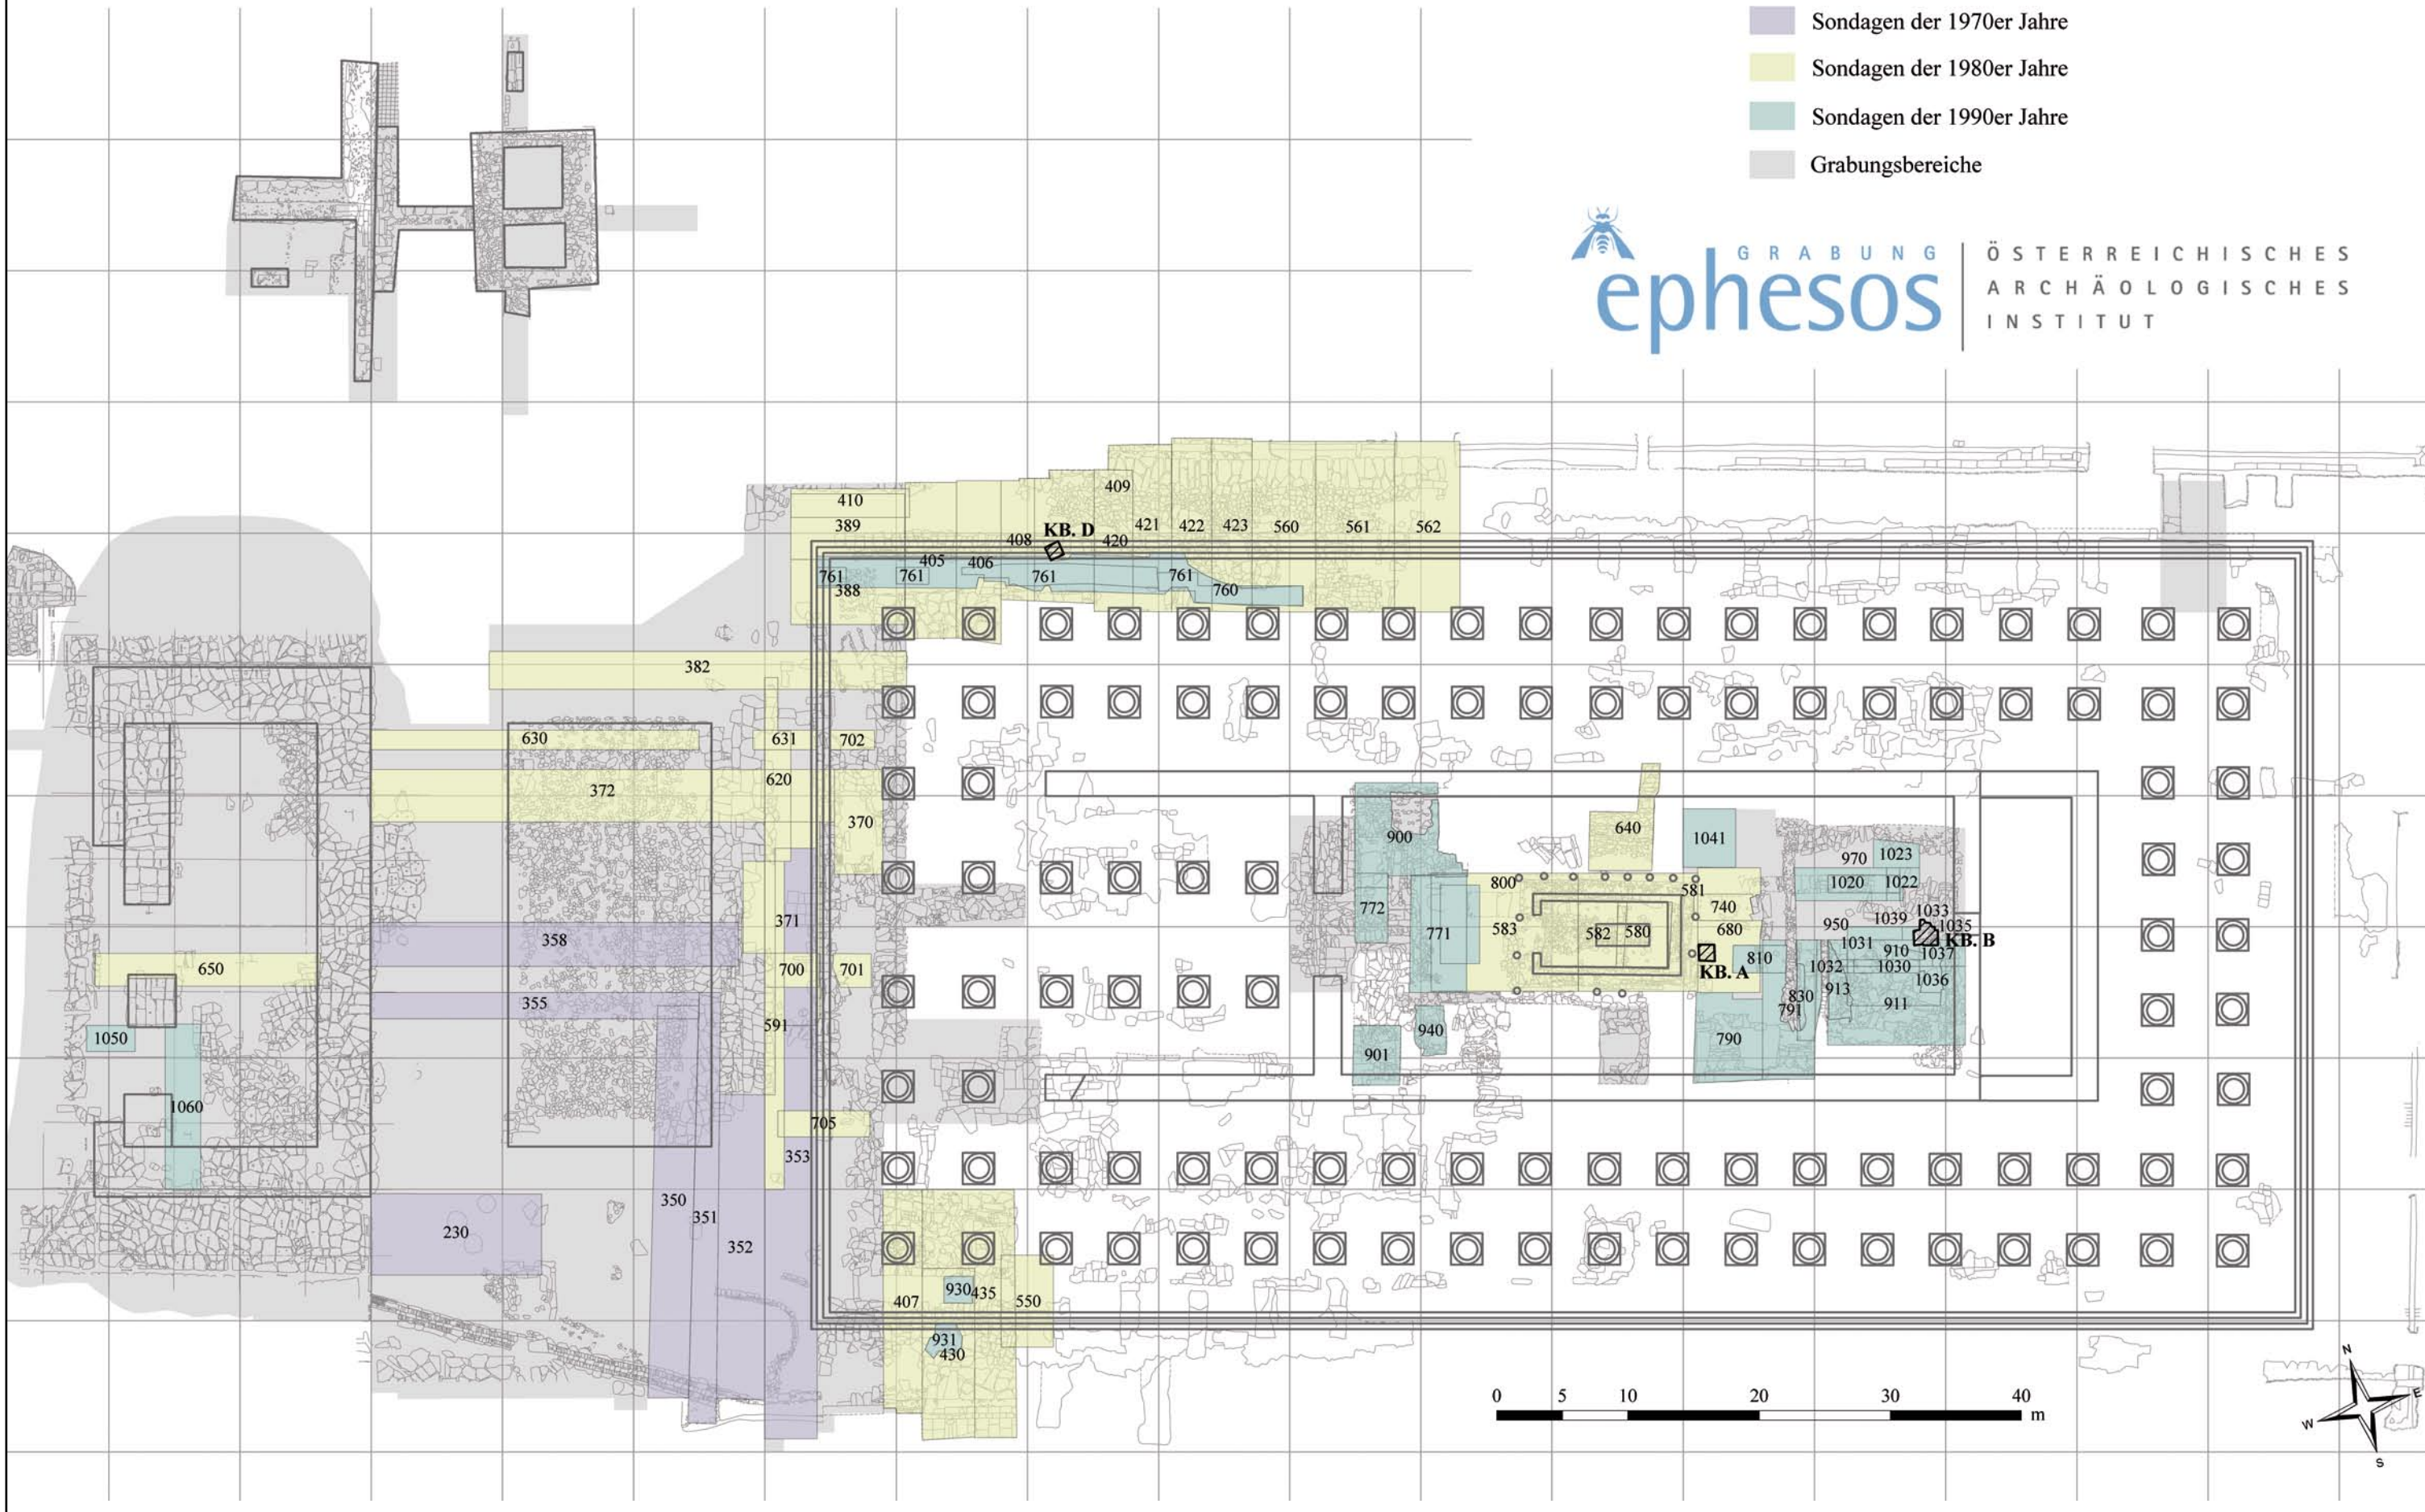 Sondagen der 1970er Jahre
Sondagen der 1980er Jahre
Sondagen der 1990er Jahre
Grabungsbereiche
GRABUNG
ephesos
ÖSTERREICHISCHES
ARCHÄOLOGISCHES
INSTITUT
409
410
389
421 422 423 560 561 562
408 KB. D 420
405 406
761 761 761 761
388 760
382
630 631 702
620
372
370
640 1041
900 970 1023
800 581 1020 1022
772 740 1033
371 950 1039 1035
583 582 580 680
771 910 KB. B
358 1031 1037
KB. A 810
650 700 701 1032 1030
1036
913
355 830 911
791
591
1050 940 790
901
1060
705
353
350
351
230 352
930 435
407 550
931
430
0 5 10 20 30 40
m
N
E
W
S